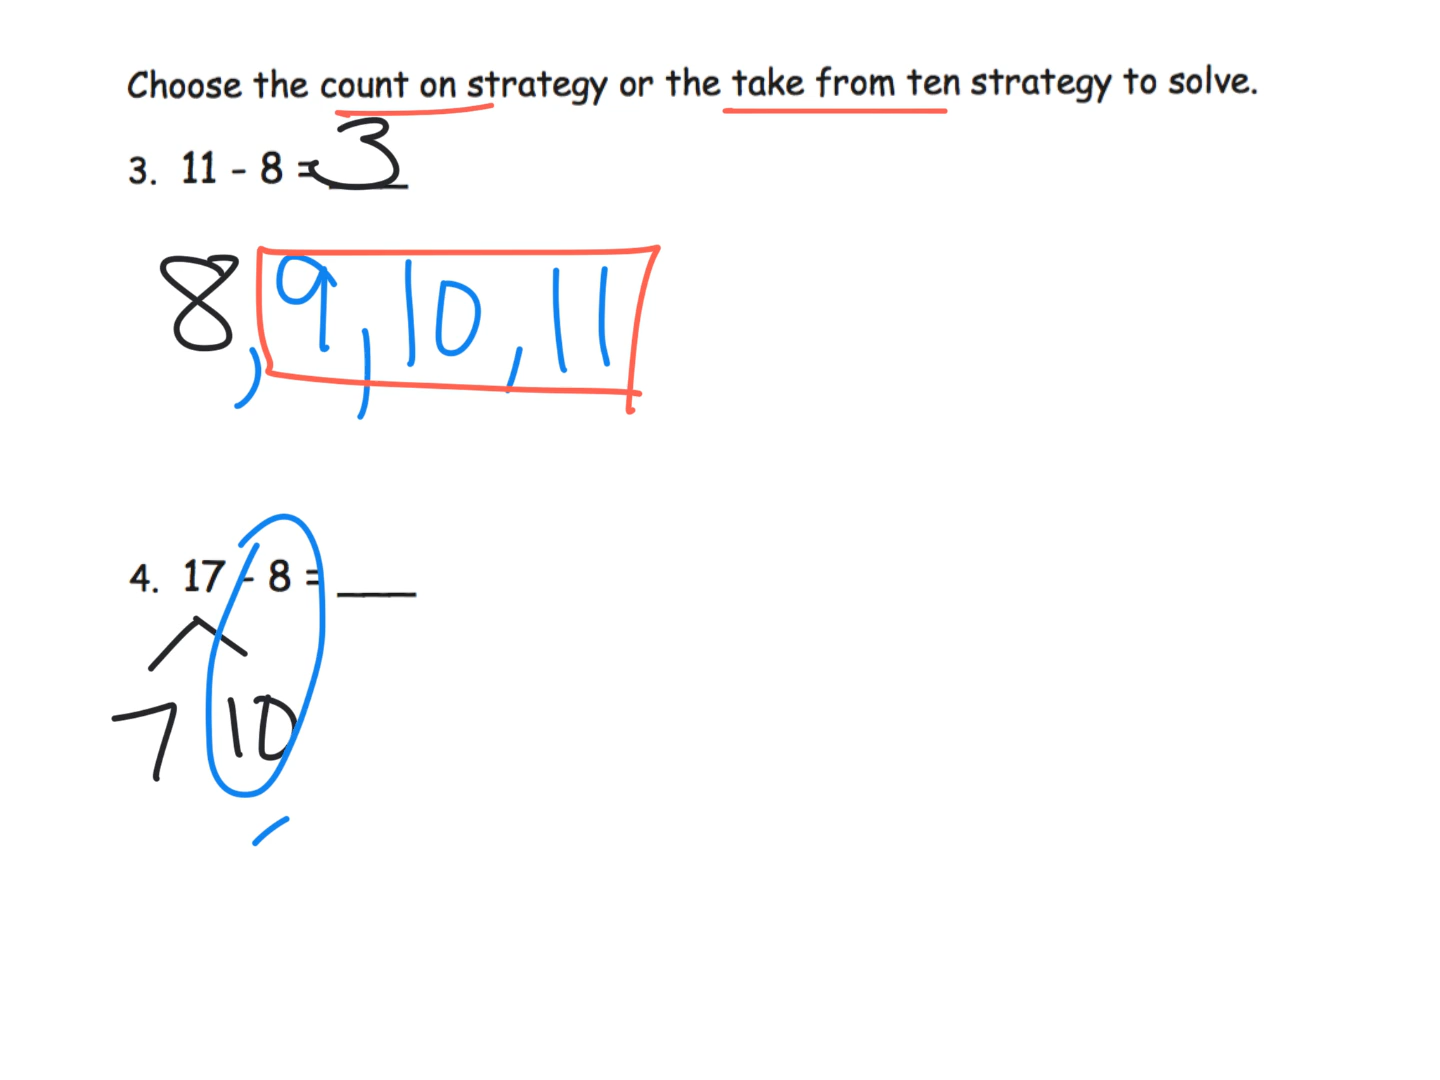 Choose the count on strategy or the take from ten strategy to solve.
3. 11 - 8 = 3
8, 9, 10, 11
4. 17 - 8 = ___
7 10